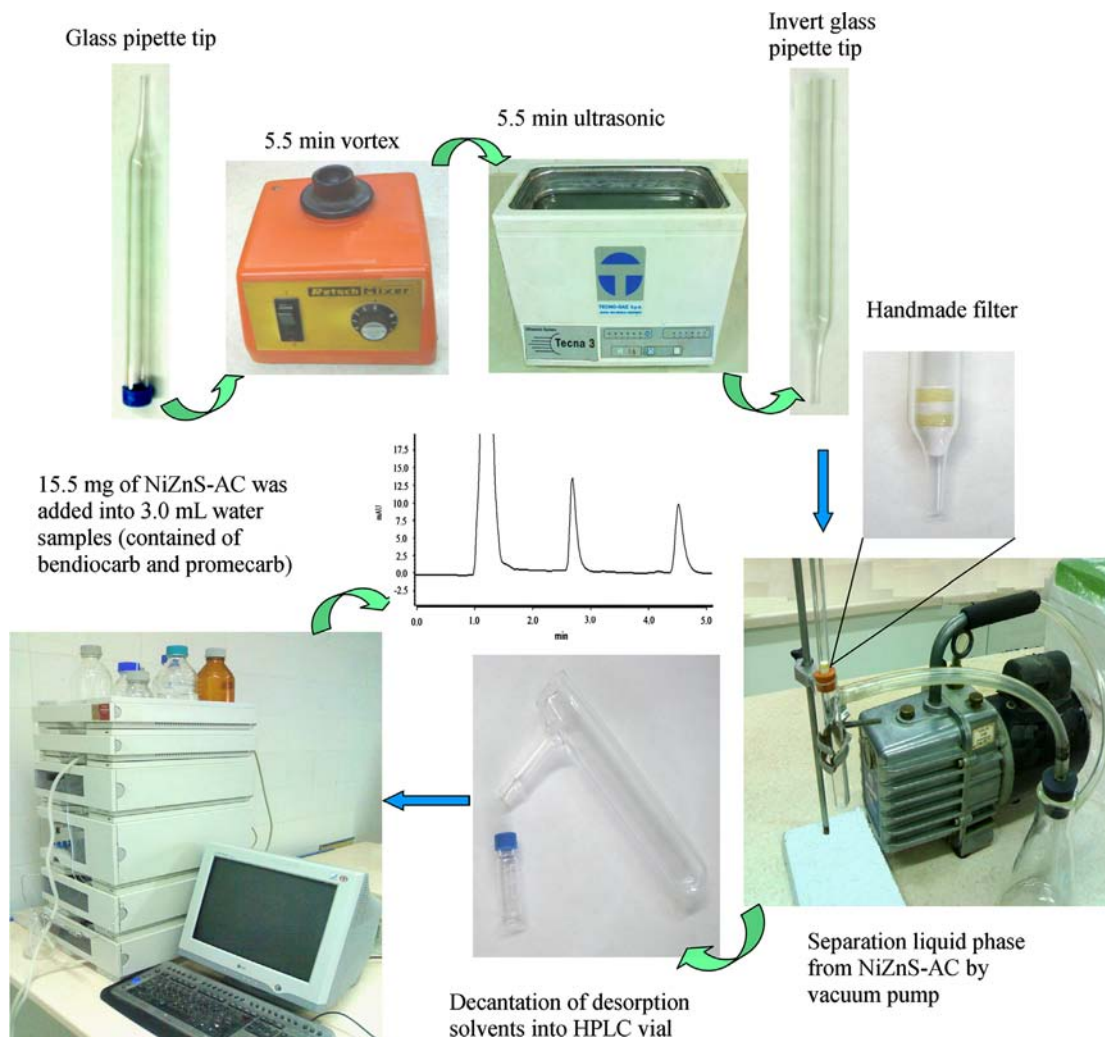 Glass pipette tip
Invert glass
pipette tip
5.5 min vortex
5.5 min ultrasonic
Retsch Mixer
TECNO-GAZ S.p.A.
Tecna 3
Handmade filter
15.5 mg of NiZnS-AC was
added into 3.0 mL water
samples (contained of
bendiocarb and promecarb)
mAU
17.5
15.0
12.5
10.0
7.5
5.0
2.5
0.0
-2.5
0.0 1.0 2.0 3.0 4.0 5.0
min
Separation liquid phase
from NiZnS-AC by
vacuum pump
Decantation of desorption
solvents into HPLC vial